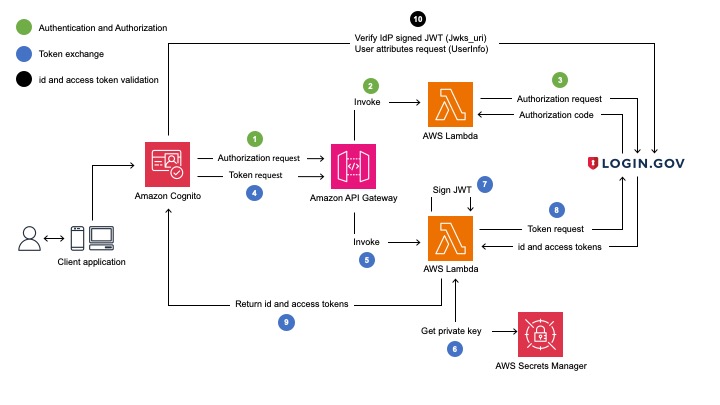 10
Authentication and Authorization
Verify IdP signed JWT (Jwks_uri)
User attributes request (UserInfo)
Token exchange
id and access token validation
2
3
Invoke
Authorization request
Authorization code
AWS Lambda
1
Authorization request
LOGIN.GOV
Token request
4
7
Amazon Cognito
Amazon API Gateway
Sign JWT
8
Token request
Invoke
id and access tokens
5
Client application
AWS Lambda
Return id and access tokens
9
Get private key
6
AWS Secrets Manager